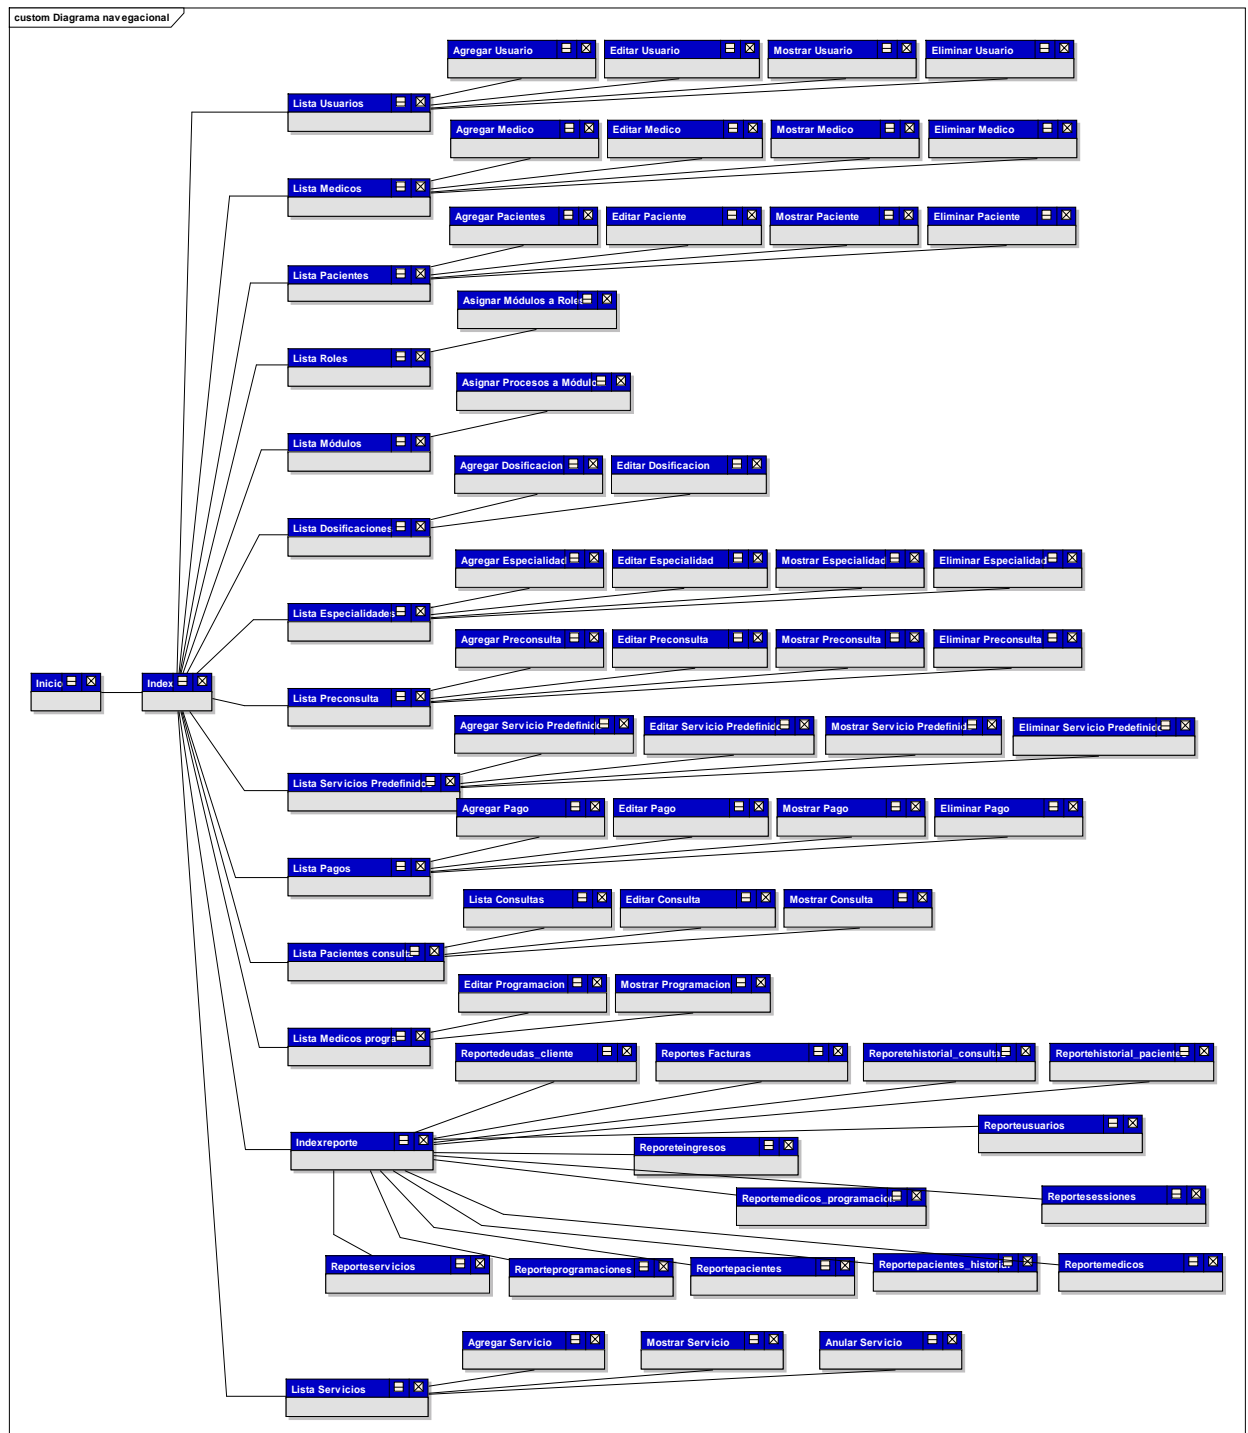 custom Diagrama navegacional
Agregar Usuario
Editar Usuario
Mostrar Usuario
Eliminar Usuario
Lista Usuarios
Agregar Medico
Editar Medico
Mostrar Medico
Eliminar Medico
Lista Medicos
Agregar Pacientes
Editar Paciente
Mostrar Paciente
Eliminar Paciente
Lista Pacientes
Asignar Módulos a Roles
Lista Roles
Asignar Procesos a Módulo
Lista Módulos
Agregar Dosificacion
Editar Dosificacion
Lista Dosificaciones
Agregar Especialidad
Editar Especialidad
Mostrar Especialidad
Eliminar Especialidad
Lista Especialidades
Agregar Preconsulta
Editar Preconsulta
Mostrar Preconsulta
Eliminar Preconsulta
Inicio
Index
Lista Preconsulta
Agregar Servicio Predefinido
Editar Servicio Predefinido
Mostrar Servicio Predefinido
Eliminar Servicio Predefinido
Lista Servicios Predefinidos
Agregar Pago
Editar Pago
Mostrar Pago
Eliminar Pago
Lista Pagos
Lista Consultas
Editar Consulta
Mostrar Consulta
Lista Pacientes consulta
Editar Programacion
Mostrar Programacion
Lista Medicos progra
Reportedeudas_cliente
Reportes Facturas
Reporetehistorial_consultas
Reportehistorial_pacientes
Indexreporte
Reporteusuarios
Reporeteingresos
Reportemedicos_programacion
Reportesessiones
Reporteservicios
Reporteprogramaciones
Reportepacientes
Reportepacientes_historial
Reportemedicos
Agregar Servicio
Mostrar Servicio
Anular Servicio
Lista Servicios